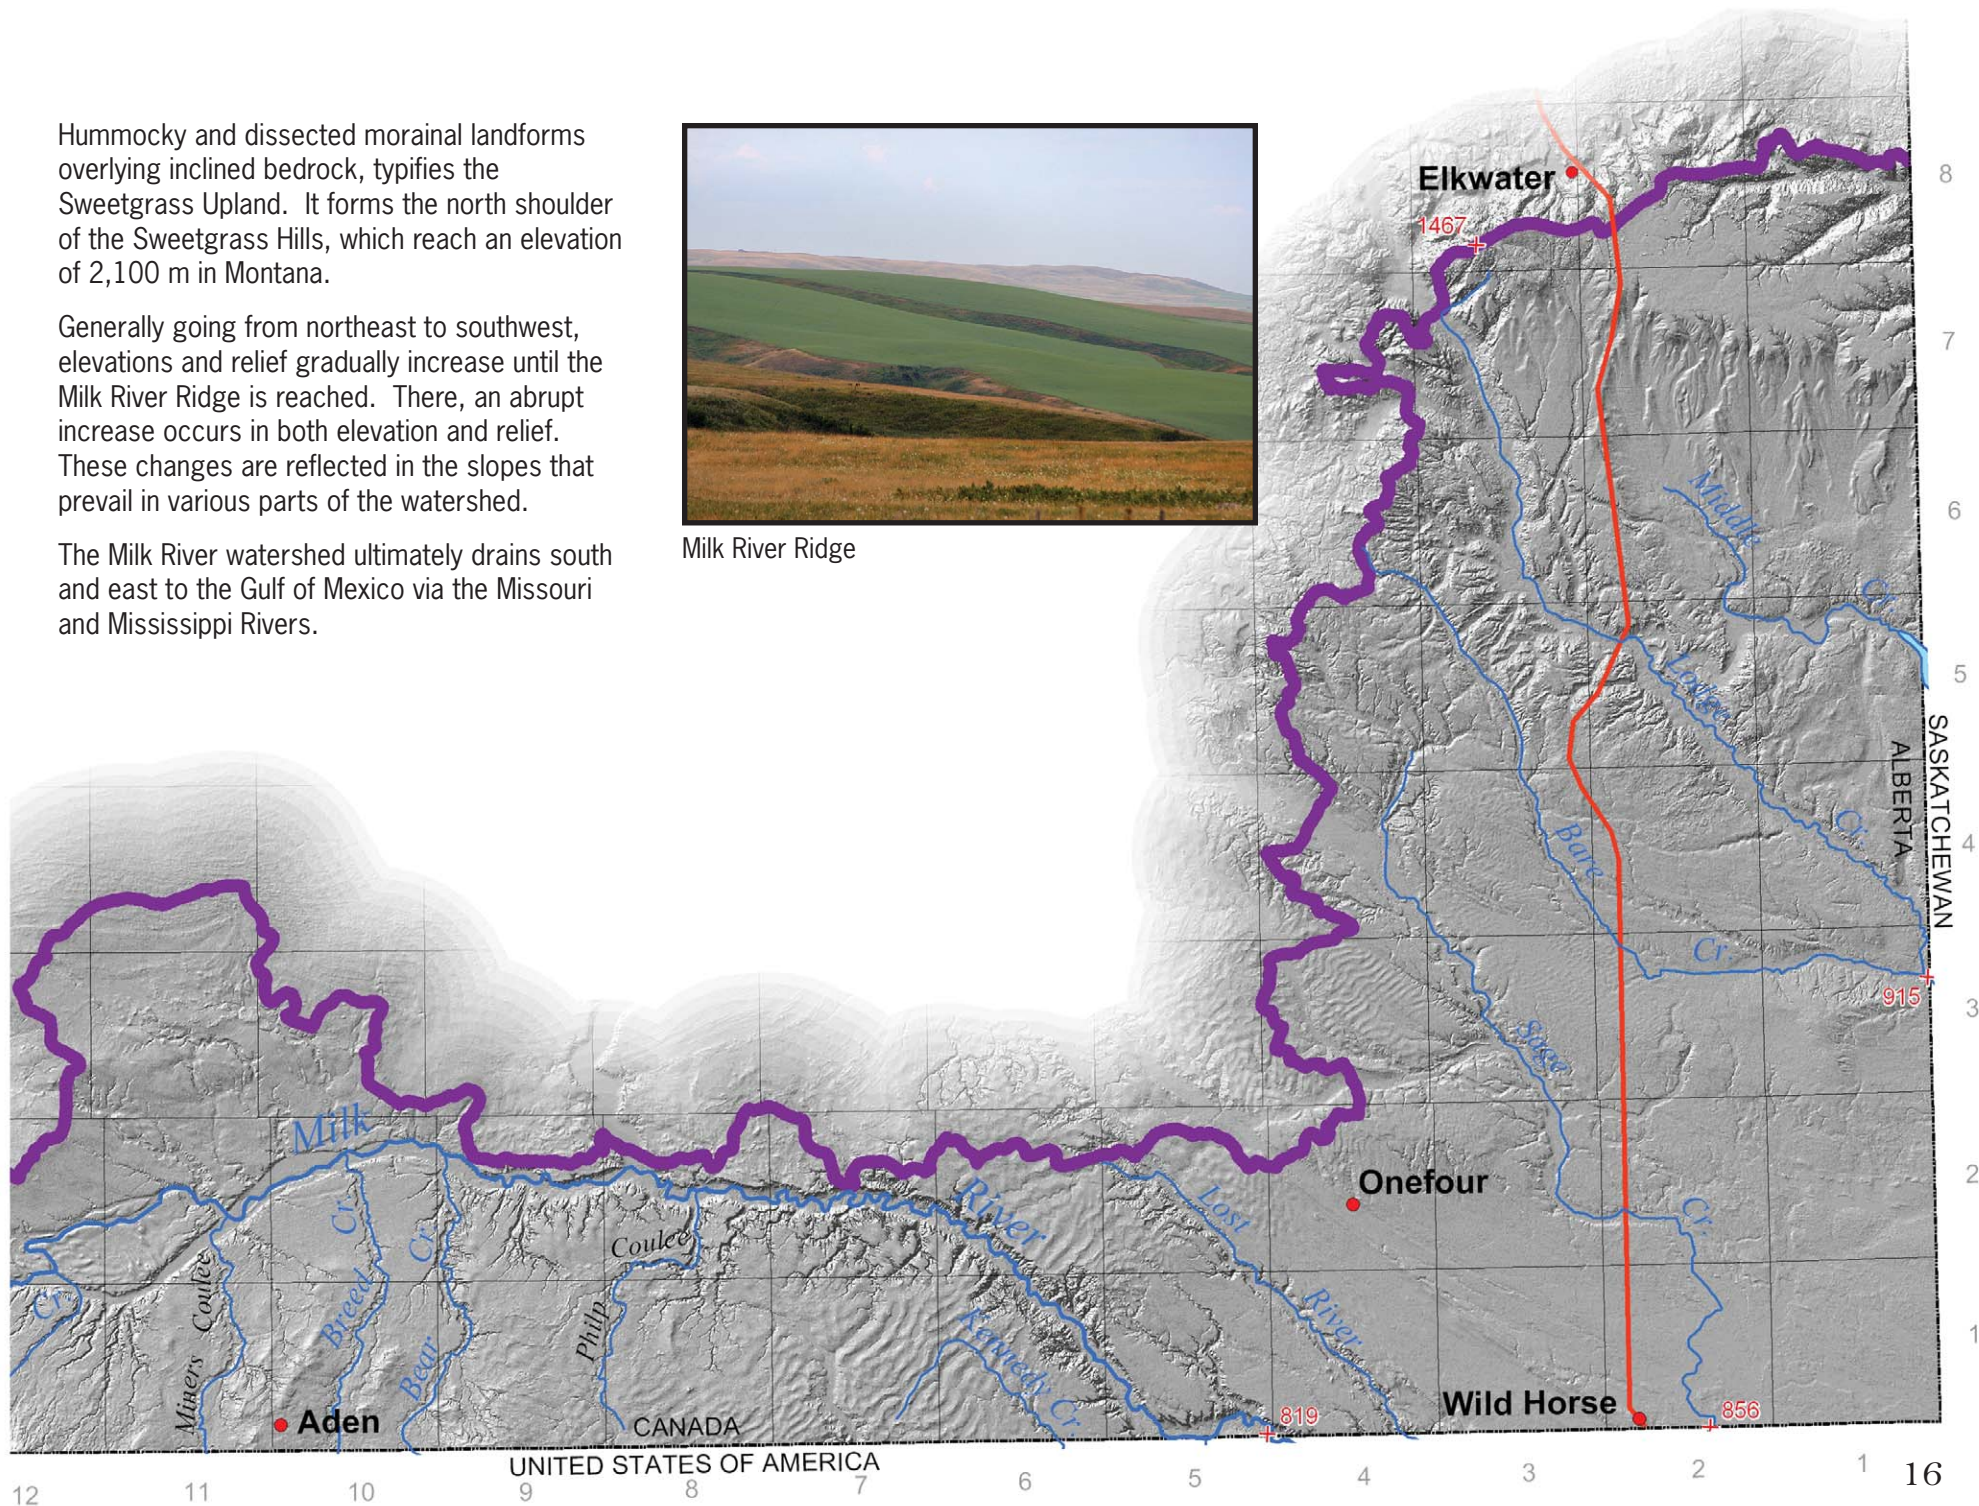 Hummocky and dissected morainal landforms
overlying inclined bedrock, typifies the
Sweetgrass Upland. It forms the north shoulder
of the Sweetgrass Hills, which reach an elevation
of 2,100 m in Montana.
Generally going from northeast to southwest,
elevations and relief gradually increase until the
Milk River Ridge is reached. There, an abrupt
increase occurs in both elevation and relief.
These changes are reflected in the slopes that
prevail in various parts of the watershed.
The Milk River watershed ultimately drains south
and east to the Gulf of Mexico via the Missouri
and Mississippi Rivers.
Milk River Ridge
Elkwater
1467
8
7
6
5
4
3
2
1
Middle
Cr.
Lodge
Cr.
Bare
Cr.
SASKATCHEWAN
ALBERTA
915
Sage
Cr.
Milk
River
Lost
River
Onefour
Cr.
Miners
Coulee
Breed
Cr.
Bear
Cr.
Philp
Coulee
Kennedy
Cr.
Aden
CANADA
UNITED STATES OF AMERICA
819
Wild Horse
856
12
11
10
9
8
7
6
5
4
3
2
1
16